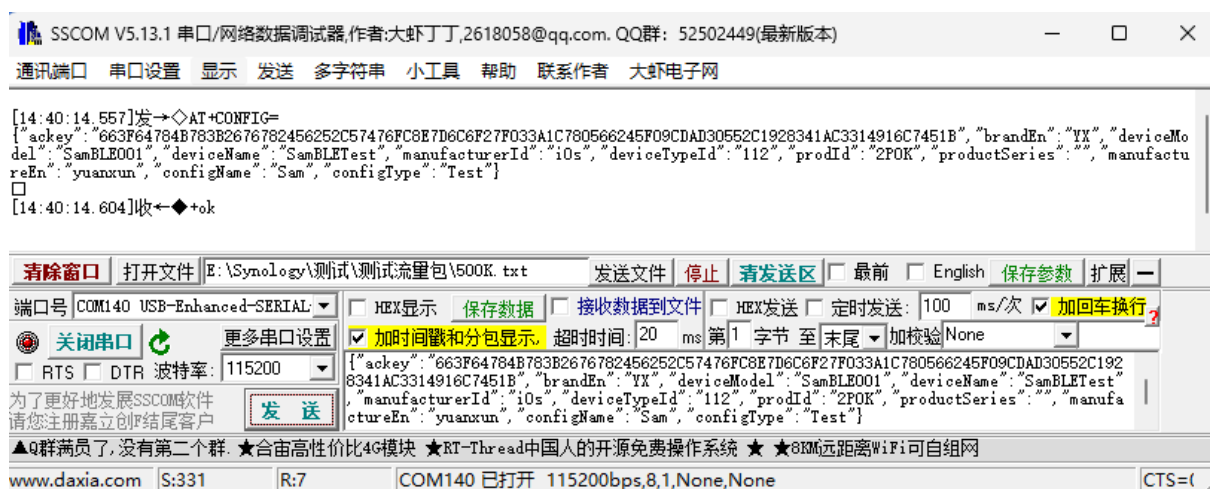 SSCOM V5.13.1 串口/网络数据调试器,作者:大虾丁丁,2618058@qq.com. QQ群: 52502449(最新版本)
通讯端口 串口设置 显示 发送 多字符串 小工具 帮助 联系作者 大虾电子网
[14:40:14.557]发→◇AT+CONFIG=
{"ackey":"663F64784B783B2676782456252C57476FC8E7D6C6F27F033A1C780566245F09CDAD30552C1928341AC3314916C7451B","brandEn":"YX","deviceMo
del":"SamBLE001","deviceName":"SamBLETest","manufacturerId":"iOs","deviceTypeId":"112","prodId":"2P0K","productSeries":"","manufactu
reEn":"yuanxun","configName":"Sam","configType":"Test"}
□
[14:40:14.604]收←◆+ok
清除窗口 打开文件 E:\Synology\测试\测试流量包\500K.txt 发送文件 停止 清发送区 最前 English 保存参数 扩展 —
端口号 COM140 USB-Enhanced-SERIAL: HEX显示 保存数据 接收数据到文件 HEX发送 定时发送: 100 ms/次 加回车换行 ?
关闭串口 更多串口设置 加时间戳和分包显示, 超时时间: 20 ms 第1 字节 至 末尾 加校验 None
RTS DTR 波特率: 115200
为了更好地发展SSCOM软件
请您注册嘉立创F结尾客户
发 送
{"ackey":"663F64784B783B2676782456252C57476FC8E7D6C6F27F033A1C780566245F09CDAD30552C192
8341AC3314916C7451B","brandEn":"YX","deviceModel":"SamBLE001","deviceName":"SamBLETest"
,"manufacturerId":"iOs","deviceTypeId":"112","prodId":"2P0K","productSeries":"","manufa
ctureEn":"yuanxun","configName":"Sam","configType":"Test"}
▲Q群满员了,没有第二个群. ★合宙高性价比4G模块 ★RT-Thread中国人的开源免费操作系统 ★ ★8KM远距离WiFi可自组网
www.daxia.com S:331 R:7 COM140 已打开 115200bps,8,1,None,None CTS=(